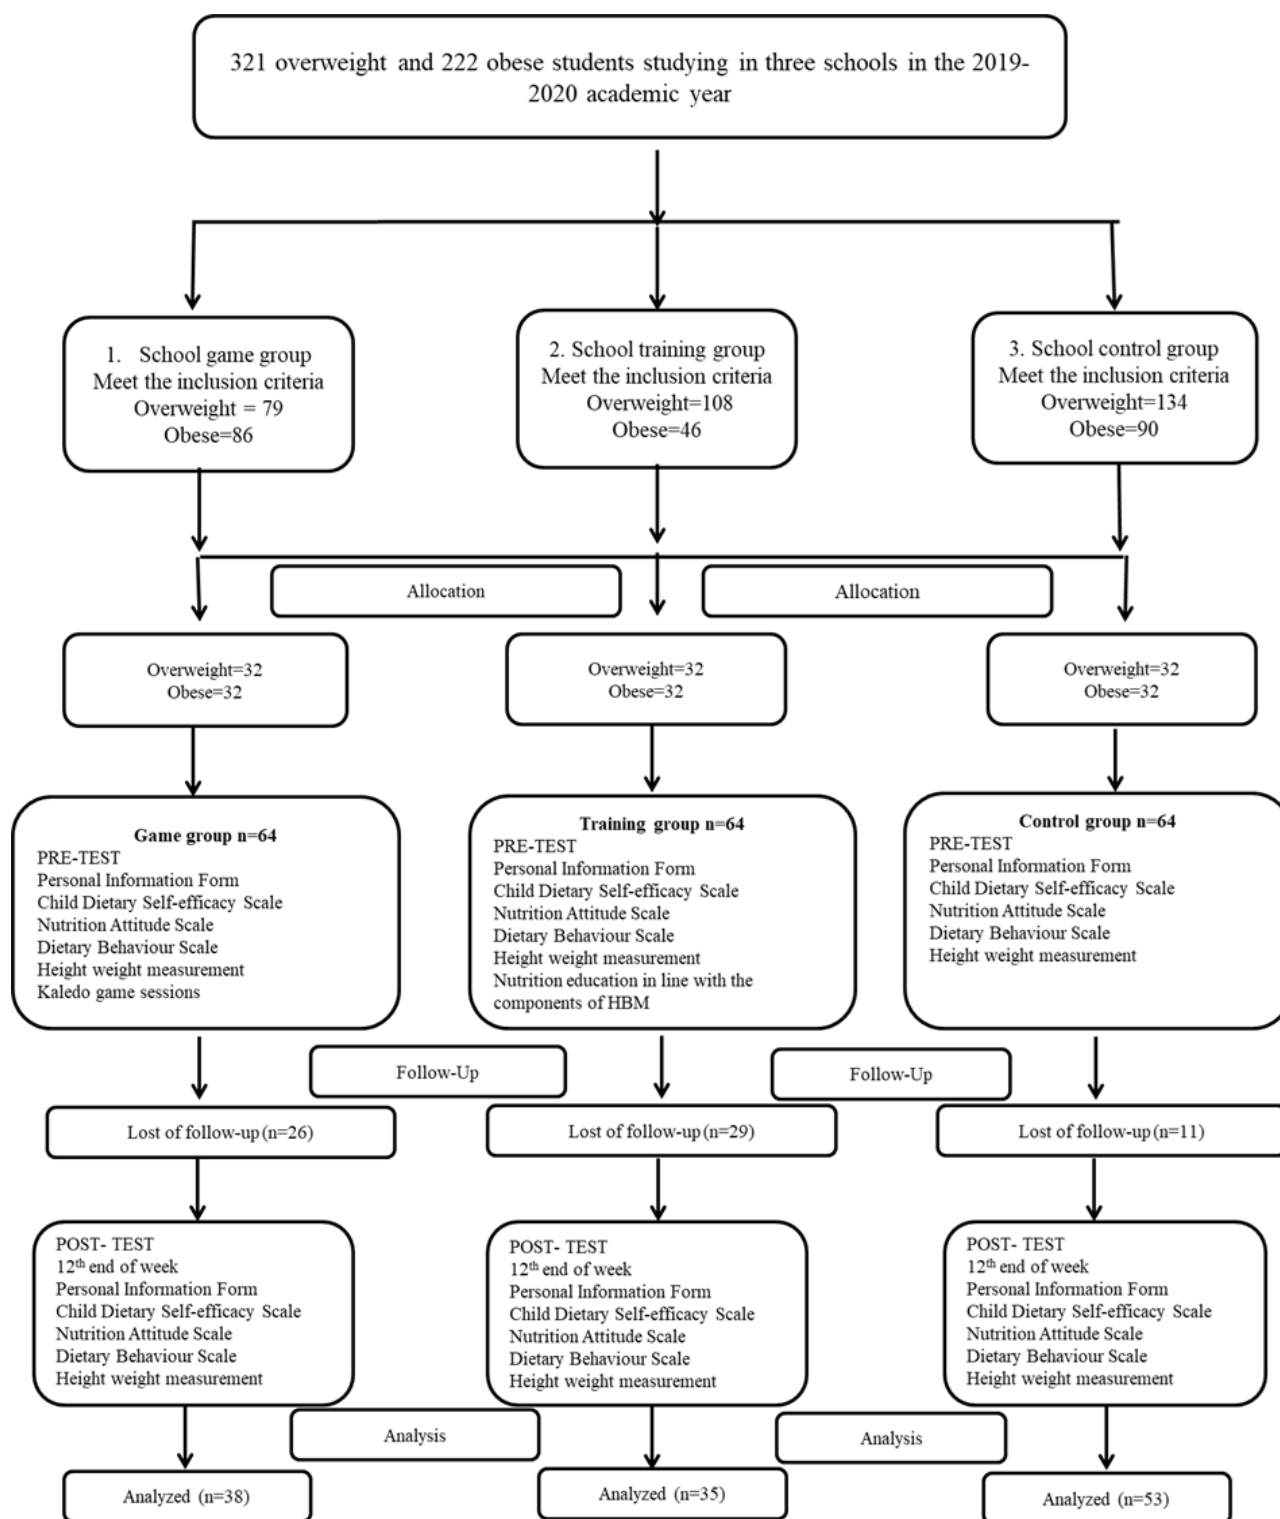 321 overweight and 222 obese students studying in three schools in the 2019-
2020 academic year
1. School game group
Meet the inclusion criteria
Overweight = 79
Obese=86
2. School training group
Meet the inclusion criteria
Overweight=108
Obese=46
3. School control group
Meet the inclusion criteria
Overweight=134
Obese=90
Allocation
Allocation
Overweight=32
Obese=32
Overweight=32
Obese=32
Overweight=32
Obese=32
Game group n=64
PRE-TEST
Personal Information Form
Child Dietary Self-efficacy Scale
Nutrition Attitude Scale
Dietary Behaviour Scale
Height weight measurement
Kaledo game sessions
Training group n=64
PRE-TEST
Personal Information Form
Child Dietary Self-efficacy Scale
Nutrition Attitude Scale
Dietary Behaviour Scale
Height weight measurement
Nutrition education in line with the
components of HBM
Control group n=64
PRE-TEST
Personal Information Form
Child Dietary Self-efficacy Scale
Nutrition Attitude Scale
Dietary Behaviour Scale
Height weight measurement
Follow-Up
Follow-Up
Lost of follow-up (n=26)
Lost of follow-up (n=29)
Lost of follow-up (n=11)
POST- TEST
12th end of week
Personal Information Form
Child Dietary Self-efficacy Scale
Nutrition Attitude Scale
Dietary Behaviour Scale
Height weight measurement
POST- TEST
12th end of week
Personal Information Form
Child Dietary Self-efficacy Scale
Nutrition Attitude Scale
Dietary Behaviour Scale
Height weight measurement
POST- TEST
12th end of week
Personal Information Form
Child Dietary Self-efficacy Scale
Nutrition Attitude Scale
Dietary Behaviour Scale
Height weight measurement
Analysis
Analysis
Analyzed (n=38)
Analyzed (n=35)
Analyzed (n=53)